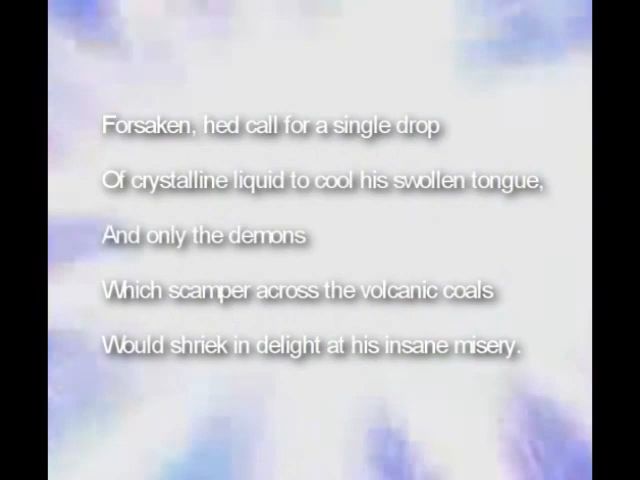 Forsaken, hed call for a single drop
Of crystalline liquid to cool his swollen tongue,
And only the demons
Which scamper across the volcanic coals
Would shriek in delight at his insane misery.